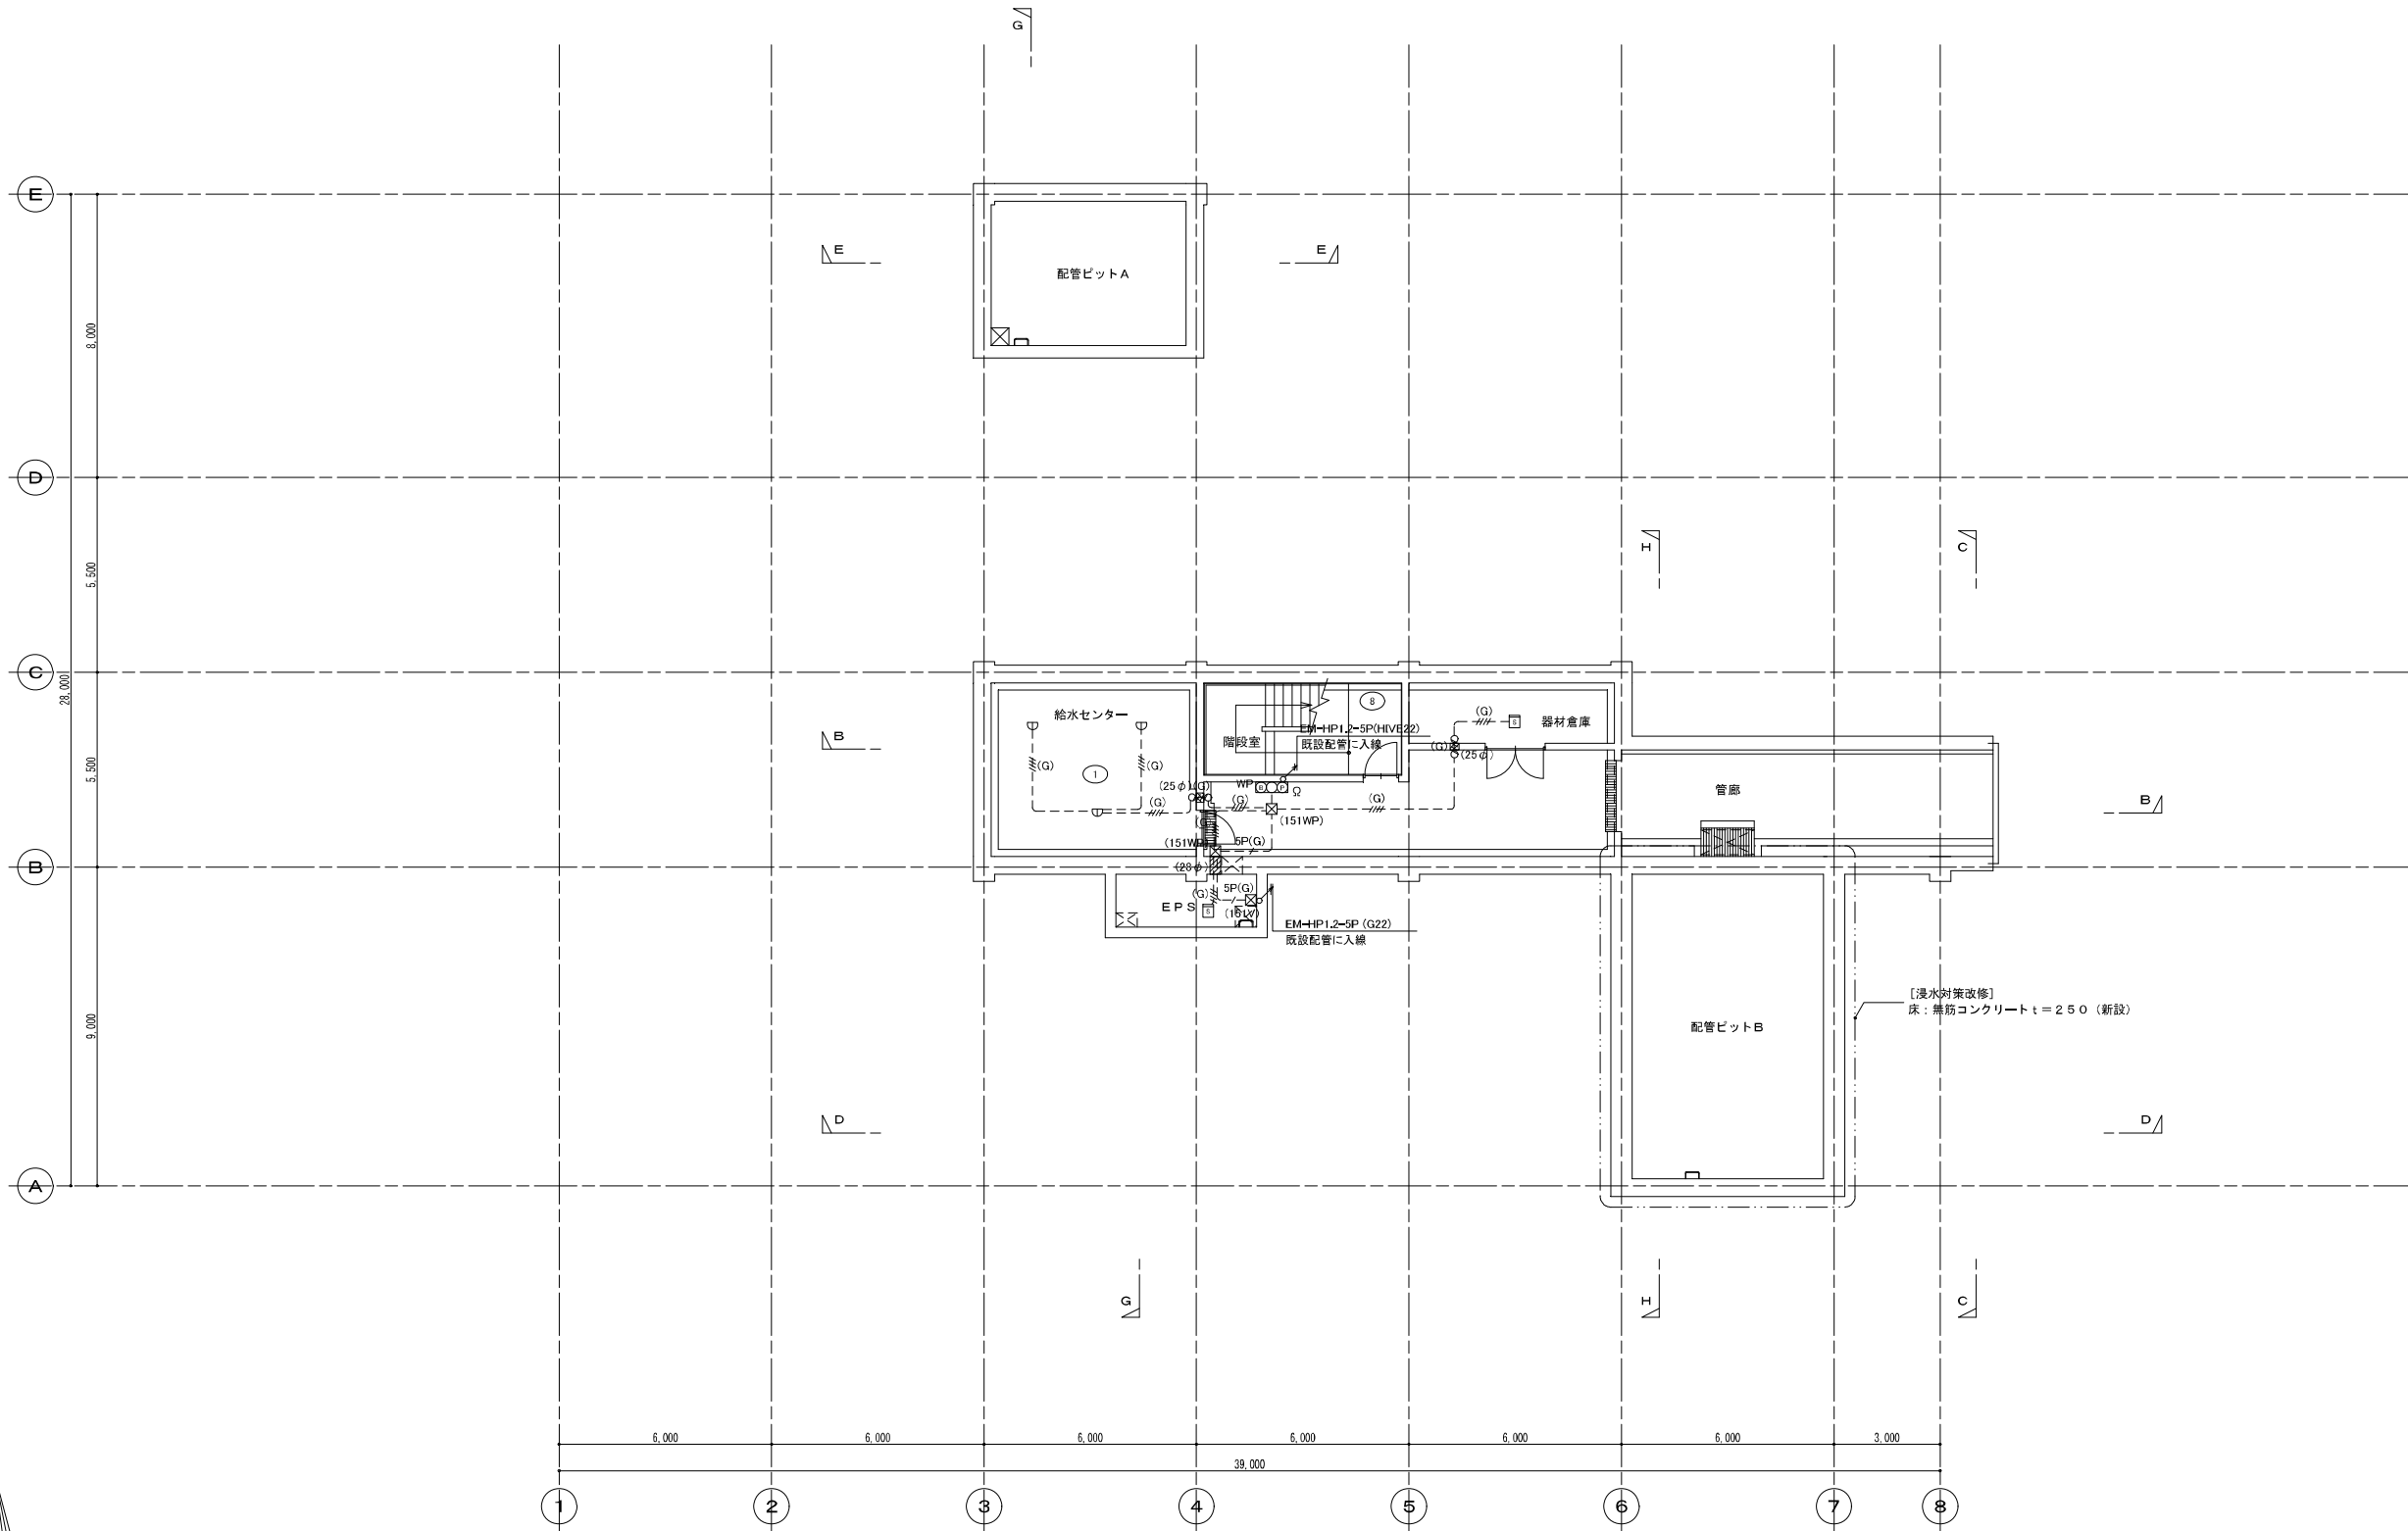 G
E
E
E
配管ピットA
8,000
D
5,500
H
C
C
28,000
給水センター
8
(G)
S
器材倉庫
EM-HP1.2-5P(HIVE22)
階段室
既設配管に入線
B
(G)
(25φ)
(G)
(G)
1
5,500
(25φ)(G)
WP
B
P
Ω
管廊
(G)
(G)
(G)
B
(151WP)
(G)
(151WP)
5P(G)
B
(28φ)
5P(G)
(G)
EPS
S
EM-HP1.2-5P (G22)
既設配管に入線
[浸水対策改修]
床：無筋コンクリートt＝250（新設）
配管ピットB
9,000
D
D
A
G
H
C
6,000
6,000
6,000
6,000
6,000
6,000
3,000
39,000
1
2
3
4
5
6
7
8